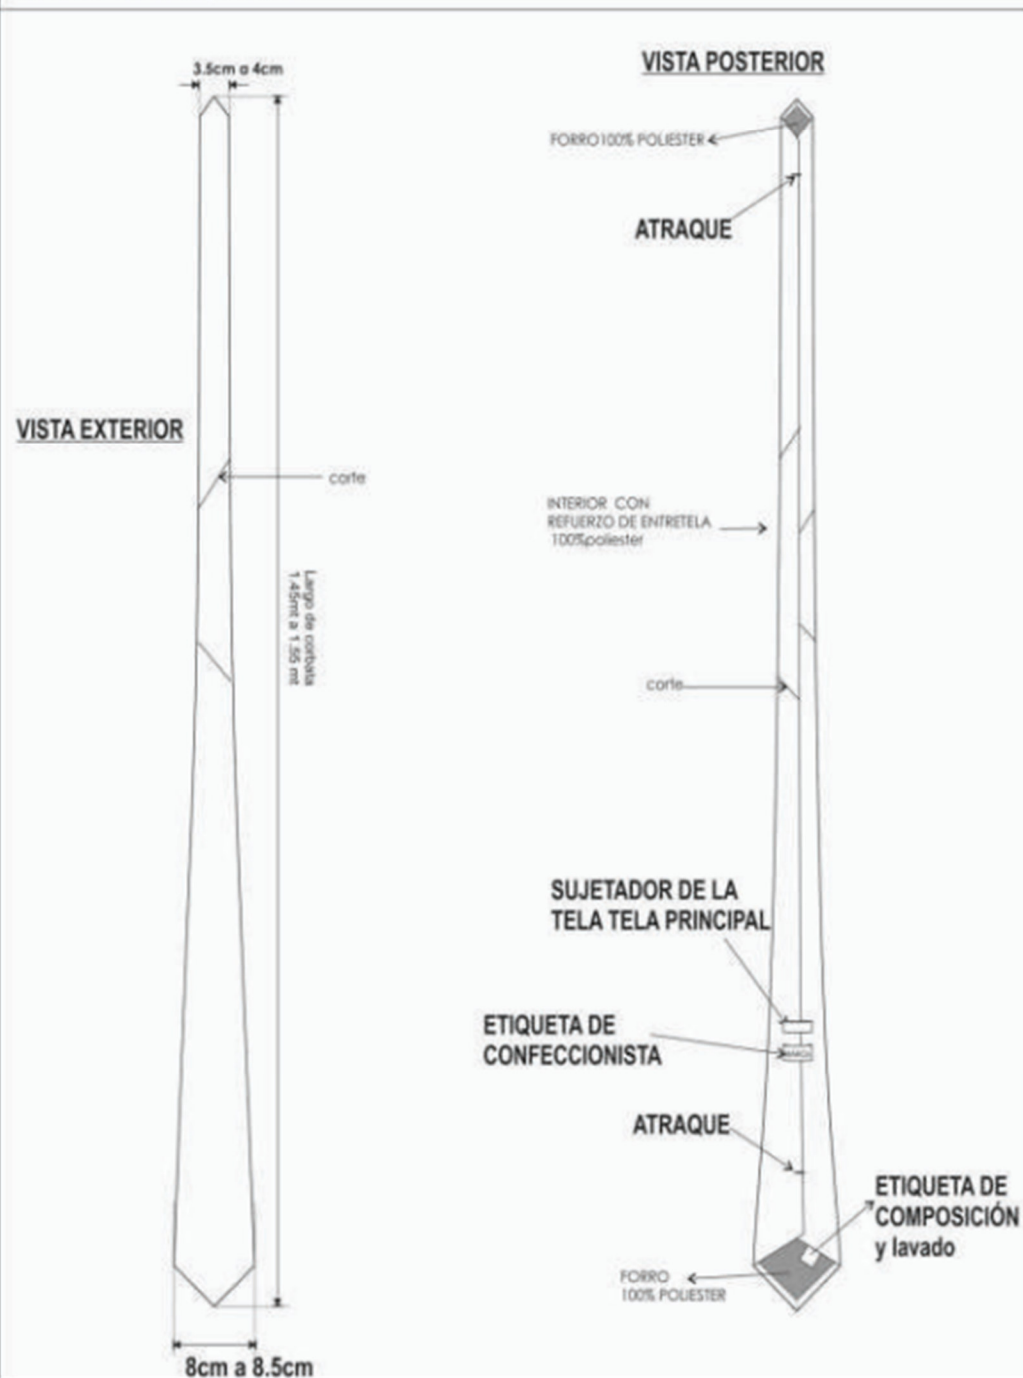 3.5cm a 4cm
VISTA EXTERIOR
corte
Largo de corbata
1.45mt a 1.55 mt
8cm a 8.5cm
VISTA POSTERIOR
FORRO100% POLIESTER
ATRAQUE
INTERIOR CON
REFUERZO DE ENTRETELA
100%poliester
corte
SUJETADOR DE LA
TELA TELA PRINCIPAL
ETIQUETA DE
CONFECCIONISTA
ATRAQUE
ETIQUETA DE
COMPOSICIÓN
y lavado
FORRO
100% POLIESTER